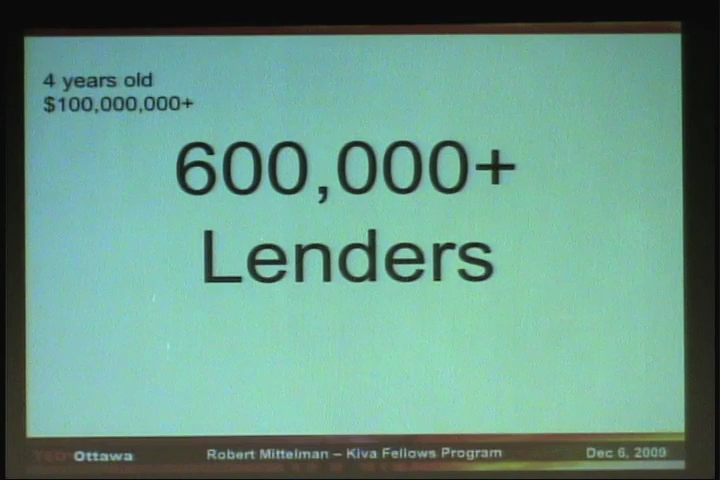 4 years old
$100,000,000+
600,000+
Lenders
TEDxOttawa
Robert Mittelman – Kiva Fellows Program
Dec 6, 2009